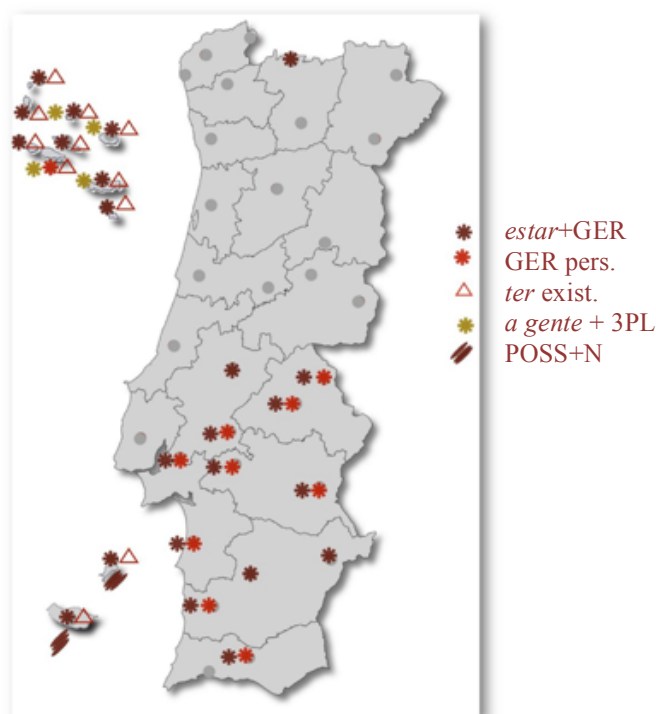 estar+GER
GER pers.
ter exist.
a gente + 3PL
POSS+N